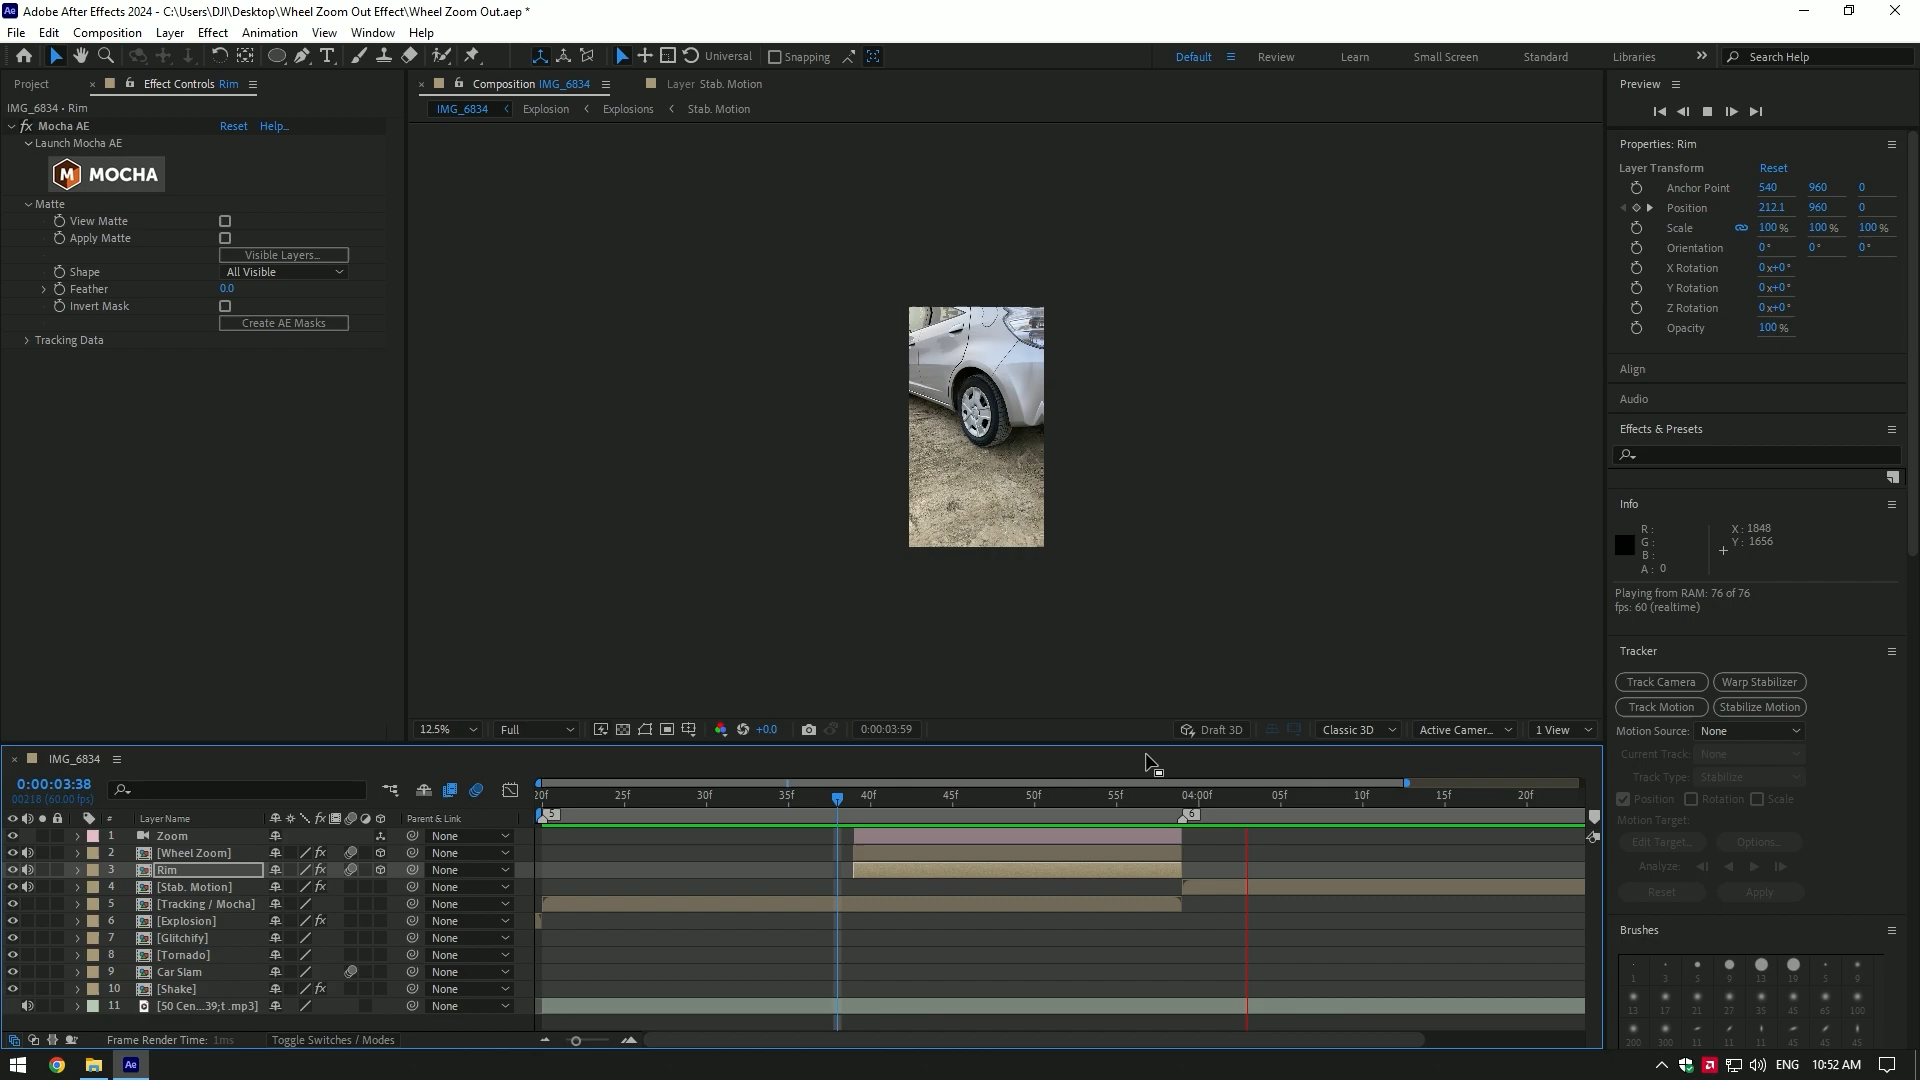 Adobe After Effects 2024 - C:\Users\DJI\Desktop\Wheel Zoom Out Effect\Wheel Zoom Out.aep *
File Edit Composition Layer Effect Animation View Window Help
Universal Snapping Default Review Learn Small Screen Standard Libraries Search Help
Project Effect Controls Rim Composition IMG_6834 Layer Stab. Motion Preview
IMG_6834 • Rim IMG_6834 Explosion Explosions Stab. Motion
fx Mocha AE Reset Help...
Launch Mocha AE
M MOCHA
Matte
View Matte
Apply Matte
Visible Layers...
Shape All Visible
Feather 0.0
Invert Mask
Create AE Masks
Tracking Data
Properties: Rim
Layer Transform Reset
Anchor Point 540 960 0
Position 212.1 960 0
Scale 100 % 100 % 100 %
Orientation 0° 0° 0°
X Rotation 0x+0°
Y Rotation 0x+0°
Z Rotation 0x+0°
Opacity 100 %
Align
Audio
Effects & Presets
Info
R: X: 1848
G: Y: 1656
B:
A: 0
Playing from RAM: 76 of 76
fps: 60 (realtime)
Tracker
Track Camera Warp Stabilizer
Track Motion Stabilize Motion
Motion Source: None
Current Track: None
Track Type: Stabilize
Position Rotation Scale
Motion Target:
Edit Target... Options...
Analyze:
Reset Apply
Brushes
1 3 5 9 13 19 5 9
13 17 21 27 35 45 65 100
200 300 11 11 11 45 45 45
12.5% Full +0.0 0:00:03:59 Draft 3D Classic 3D Active Camer... 1 View
IMG_6834
0:00:03:38
00218 (60.00 fps)
20f 25f 30f 35f 40f 45f 50f 55f 04:00f 05f 10f 15f 20f
5 6
# Layer Name fx Parent & Link
1 Zoom None
2 [Wheel Zoom] fx None
3 Rim fx None
4 [Stab. Motion] fx None
5 [Tracking / Mocha] None
6 [Explosion] fx None
7 [Glitchify] None
8 [Tornado] None
9 Car Slam None
10 [Shake] fx None
11 [50 Cen...39;t .mp3] None
Frame Render Time: 1ms Toggle Switches / Modes
Ae ENG 10:52 AM